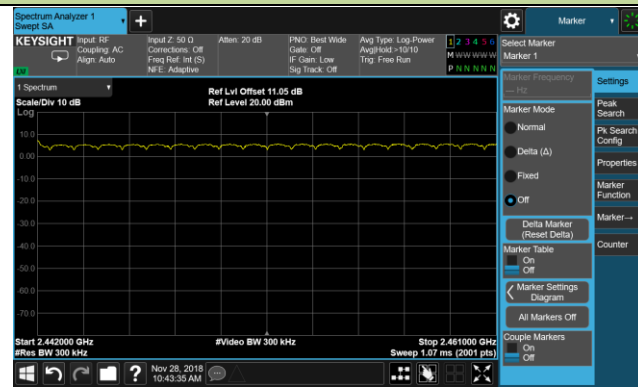 Spectrum Analyzer 1
Swept SA
Marker
KEYSIGHT
Input: RF
Coupling: AC
Align: Auto
Input Z: 50 Ω
Corrections: Off
Freq Ref: Int (S)
NFE: Adaptive
Atten: 20 dB
PNO: Best Wide
Gate: Off
IF Gain: Low
Sig Track: Off
Avg Type: Log-Power
Avg|Hold:>10/10
Trig: Free Run
1 2 3 4 5 6
M W W W W W
P N N N N N
LXI
Select Marker
Marker 1
1 Spectrum
Scale/Div 10 dB
Log
Ref Lvl Offset 11.05 dB
Ref Level 20.00 dBm
10.0
0.00
-10.0
-20.0
-30.0
-40.0
-50.0
-60.0
-70.0
Start 2.442000 GHz
#Res BW 300 kHz
#Video BW 300 kHz
Stop 2.461000 GHz
Sweep 1.07 ms (2001 pts)
Marker Frequency
--- Hz
Marker Mode
Normal
Delta (Δ)
Fixed
Off
Delta Marker
(Reset Delta)
Marker Table
On
Off
Marker Settings
Diagram
All Markers Off
Couple Markers
On
Off
Settings
Peak
Search
Pk Search
Config
Properties
Marker
Function
Marker→
Counter
?
Nov 28, 2018
10:43:35 AM